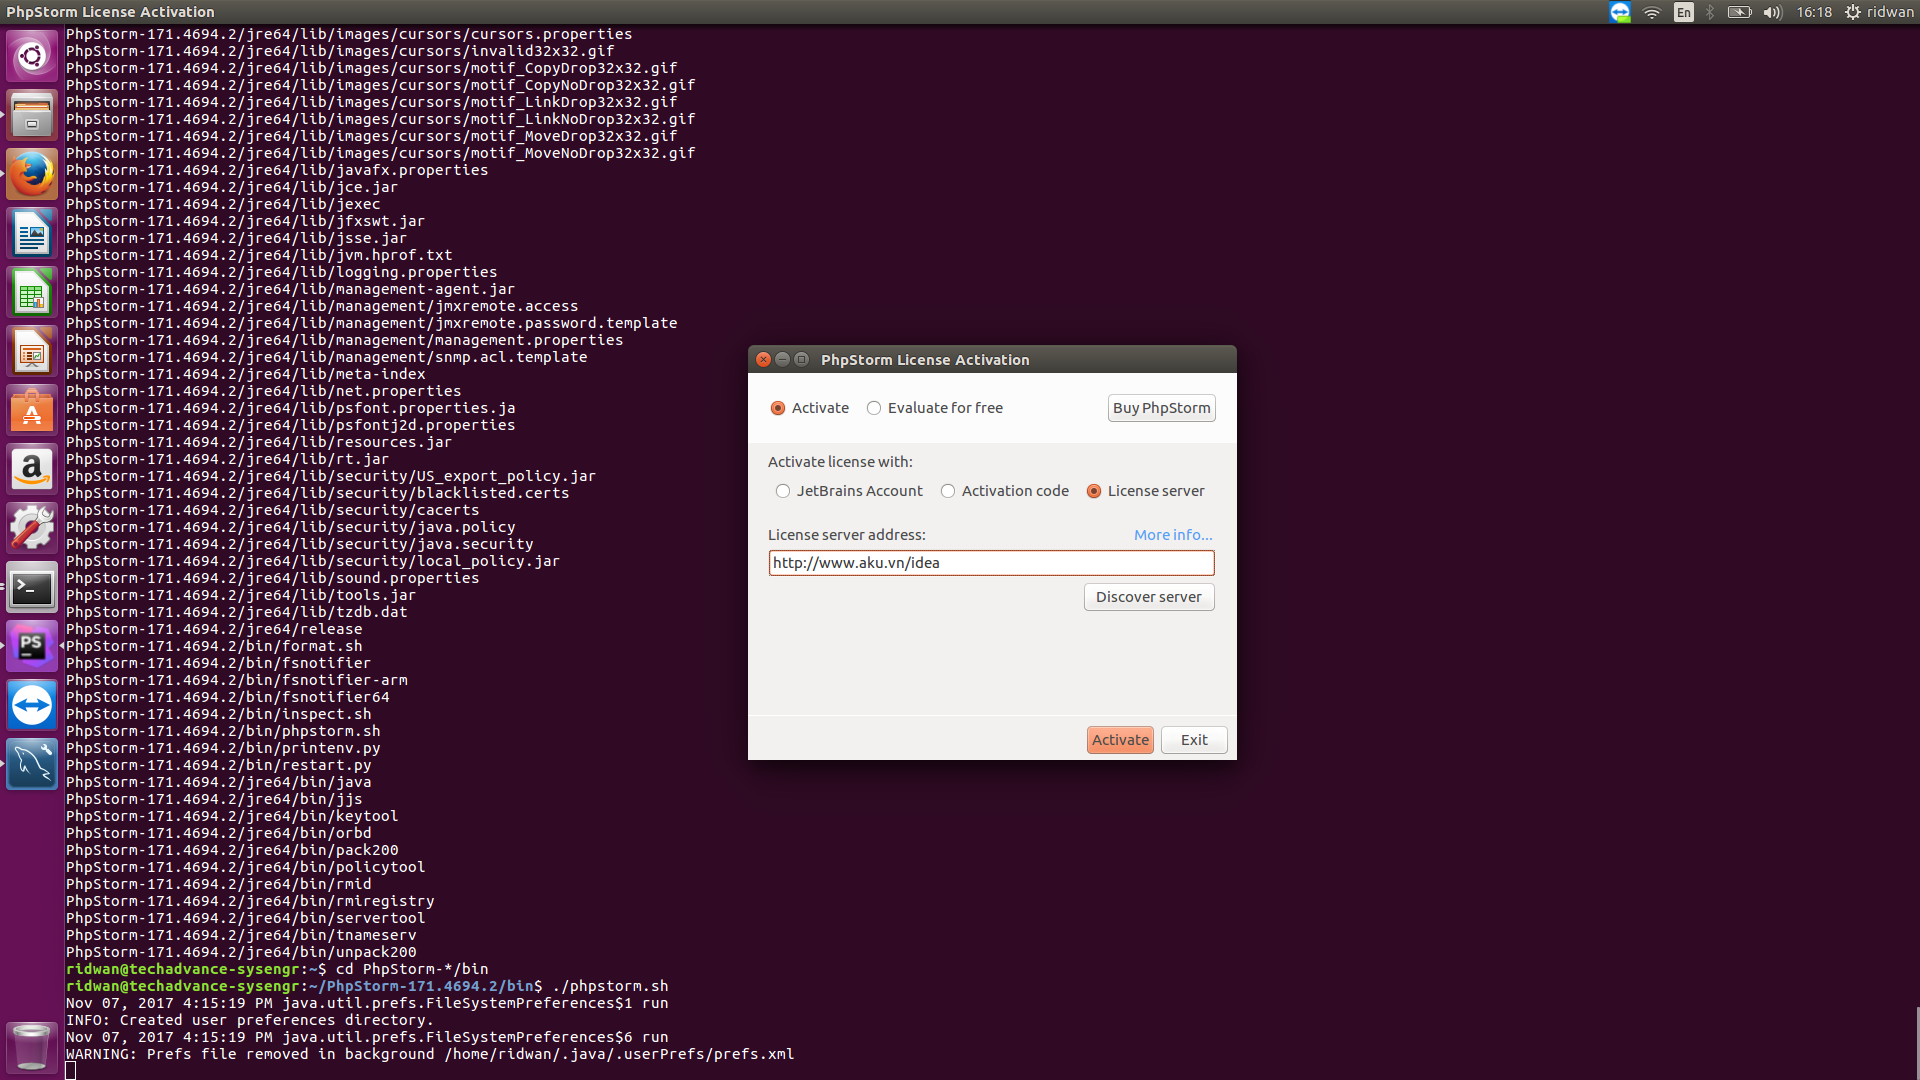 PhpStorm License Activation
En
16:18
ridwan
PhpStorm-171.4694.2/jre64/lib/images/cursors/cursors.properties
PhpStorm-171.4694.2/jre64/lib/images/cursors/invalid32x32.gif
PhpStorm-171.4694.2/jre64/lib/images/cursors/motif_CopyDrop32x32.gif
PhpStorm-171.4694.2/jre64/lib/images/cursors/motif_CopyNoDrop32x32.gif
PhpStorm-171.4694.2/jre64/lib/images/cursors/motif_LinkDrop32x32.gif
PhpStorm-171.4694.2/jre64/lib/images/cursors/motif_LinkNoDrop32x32.gif
PhpStorm-171.4694.2/jre64/lib/images/cursors/motif_MoveDrop32x32.gif
PhpStorm-171.4694.2/jre64/lib/images/cursors/motif_MoveNoDrop32x32.gif
PhpStorm-171.4694.2/jre64/lib/javafx.properties
PhpStorm-171.4694.2/jre64/lib/jce.jar
PhpStorm-171.4694.2/jre64/lib/jexec
PhpStorm-171.4694.2/jre64/lib/jfxswt.jar
PhpStorm-171.4694.2/jre64/lib/jsse.jar
PhpStorm-171.4694.2/jre64/lib/jvm.hprof.txt
PhpStorm-171.4694.2/jre64/lib/logging.properties
PhpStorm-171.4694.2/jre64/lib/management-agent.jar
PhpStorm-171.4694.2/jre64/lib/management/jmxremote.access
PhpStorm-171.4694.2/jre64/lib/management/jmxremote.password.template
PhpStorm-171.4694.2/jre64/lib/management/management.properties
PhpStorm-171.4694.2/jre64/lib/management/snmp.acl.template
PhpStorm-171.4694.2/jre64/lib/meta-index
PhpStorm-171.4694.2/jre64/lib/net.properties
PhpStorm-171.4694.2/jre64/lib/psfont.properties.ja
PhpStorm-171.4694.2/jre64/lib/psfontj2d.properties
PhpStorm-171.4694.2/jre64/lib/resources.jar
PhpStorm-171.4694.2/jre64/lib/rt.jar
PhpStorm-171.4694.2/jre64/lib/security/US_export_policy.jar
PhpStorm-171.4694.2/jre64/lib/security/blacklisted.certs
PhpStorm-171.4694.2/jre64/lib/security/cacerts
PhpStorm-171.4694.2/jre64/lib/security/java.policy
PhpStorm-171.4694.2/jre64/lib/security/java.security
PhpStorm-171.4694.2/jre64/lib/security/local_policy.jar
PhpStorm-171.4694.2/jre64/lib/sound.properties
PhpStorm-171.4694.2/jre64/lib/tools.jar
PhpStorm-171.4694.2/jre64/lib/tzdb.dat
PhpStorm-171.4694.2/jre64/release
PhpStorm-171.4694.2/bin/format.sh
PhpStorm-171.4694.2/bin/fsnotifier
PhpStorm-171.4694.2/bin/fsnotifier-arm
PhpStorm-171.4694.2/bin/fsnotifier64
PhpStorm-171.4694.2/bin/inspect.sh
PhpStorm-171.4694.2/bin/phpstorm.sh
PhpStorm-171.4694.2/bin/printenv.py
PhpStorm-171.4694.2/bin/restart.py
PhpStorm-171.4694.2/jre64/bin/java
PhpStorm-171.4694.2/jre64/bin/jjs
PhpStorm-171.4694.2/jre64/bin/keytool
PhpStorm-171.4694.2/jre64/bin/orbd
PhpStorm-171.4694.2/jre64/bin/pack200
PhpStorm-171.4694.2/jre64/bin/policytool
PhpStorm-171.4694.2/jre64/bin/rmid
PhpStorm-171.4694.2/jre64/bin/rmiregistry
PhpStorm-171.4694.2/jre64/bin/servertool
PhpStorm-171.4694.2/jre64/bin/tnameserv
PhpStorm-171.4694.2/jre64/bin/unpack200
ridwan@techadvance-sysengr:~$ cd PhpStorm-*/bin
ridwan@techadvance-sysengr:~/PhpStorm-171.4694.2/bin$ ./phpstorm.sh
Nov 07, 2017 4:15:19 PM java.util.prefs.FileSystemPreferences$1 run
INFO: Created user preferences directory.
Nov 07, 2017 4:15:19 PM java.util.prefs.FileSystemPreferences$6 run
WARNING: Prefs file removed in background /home/ridwan/.java/.userPrefs/prefs.xml
PS
PhpStorm License Activation
Activate
Evaluate for free
Buy PhpStorm
Activate license with:
JetBrains Account
Activation code
License server
License server address:
More info...
http://www.aku.vn/idea
Discover server
Activate
Exit